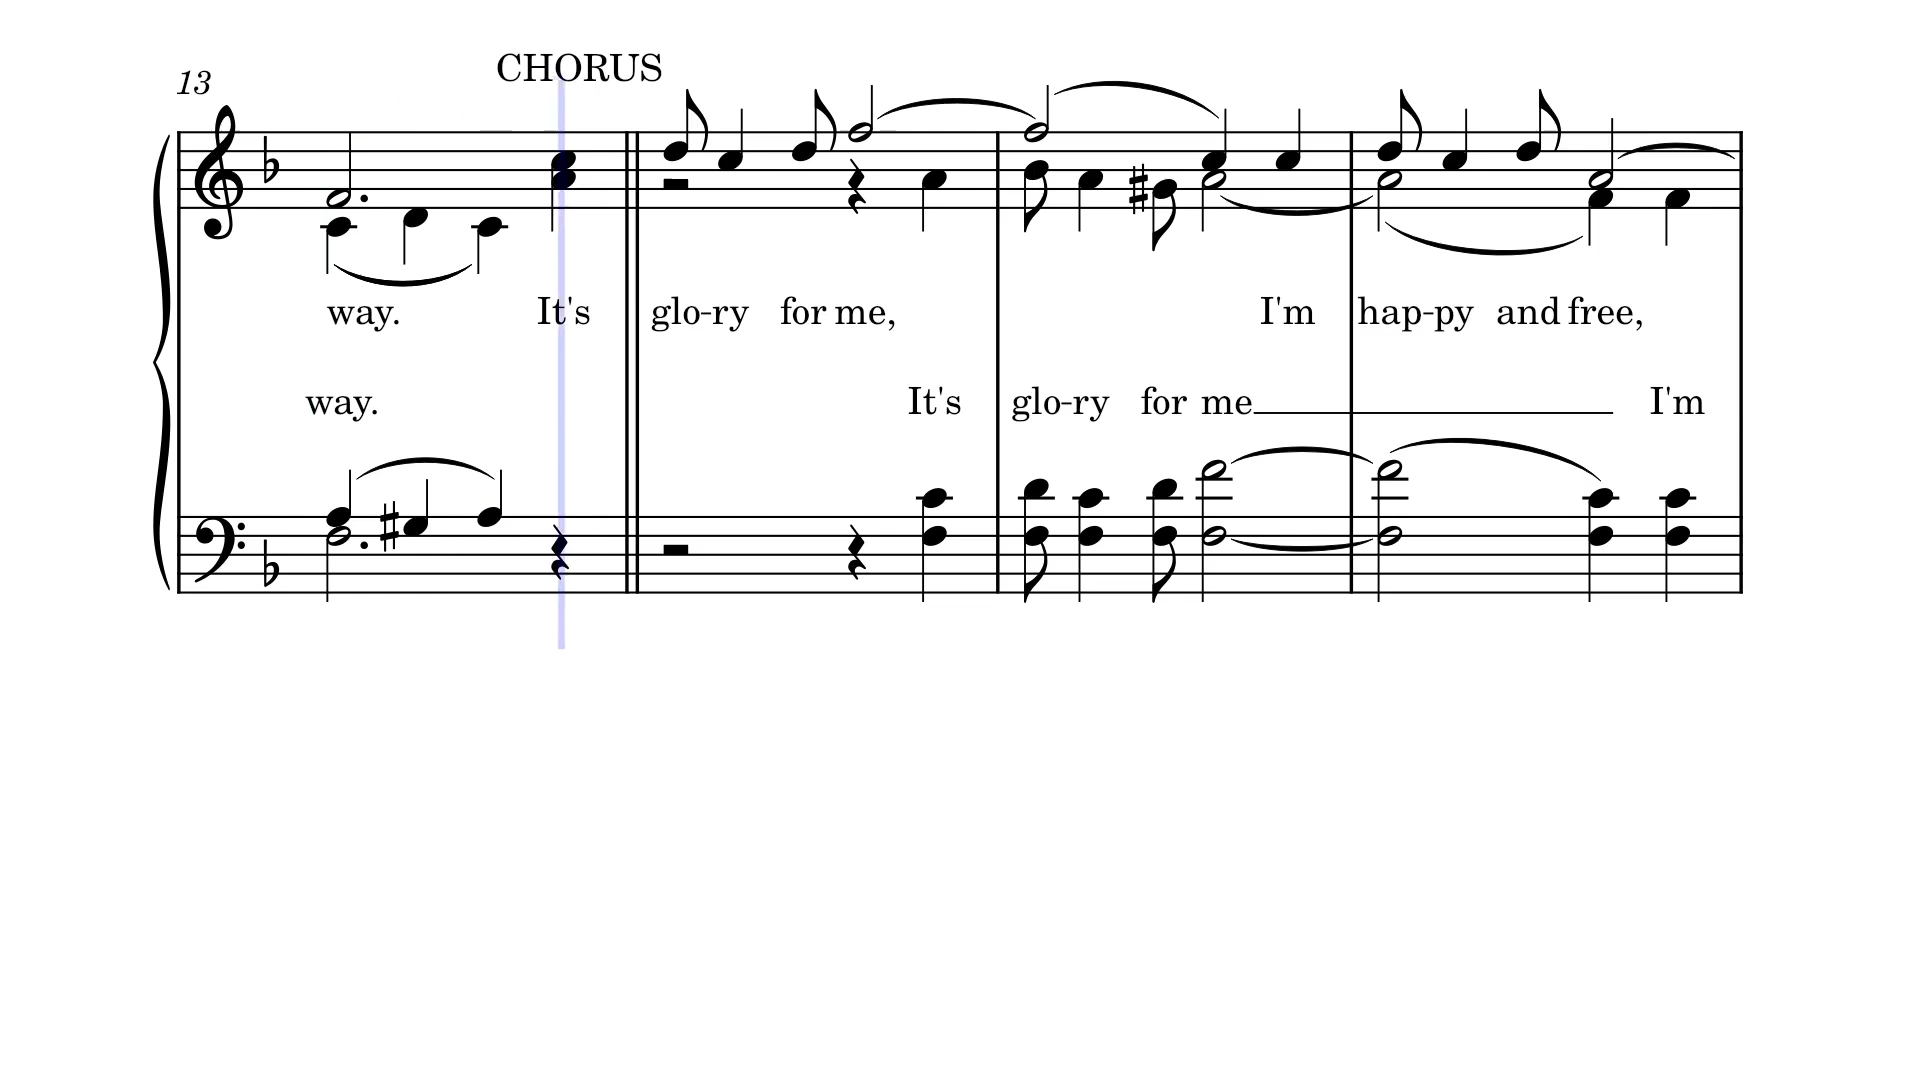 CHORUS
13
way. It's glo-ry for me, I'm hap-py and free,
way. It's glo-ry for me I'm